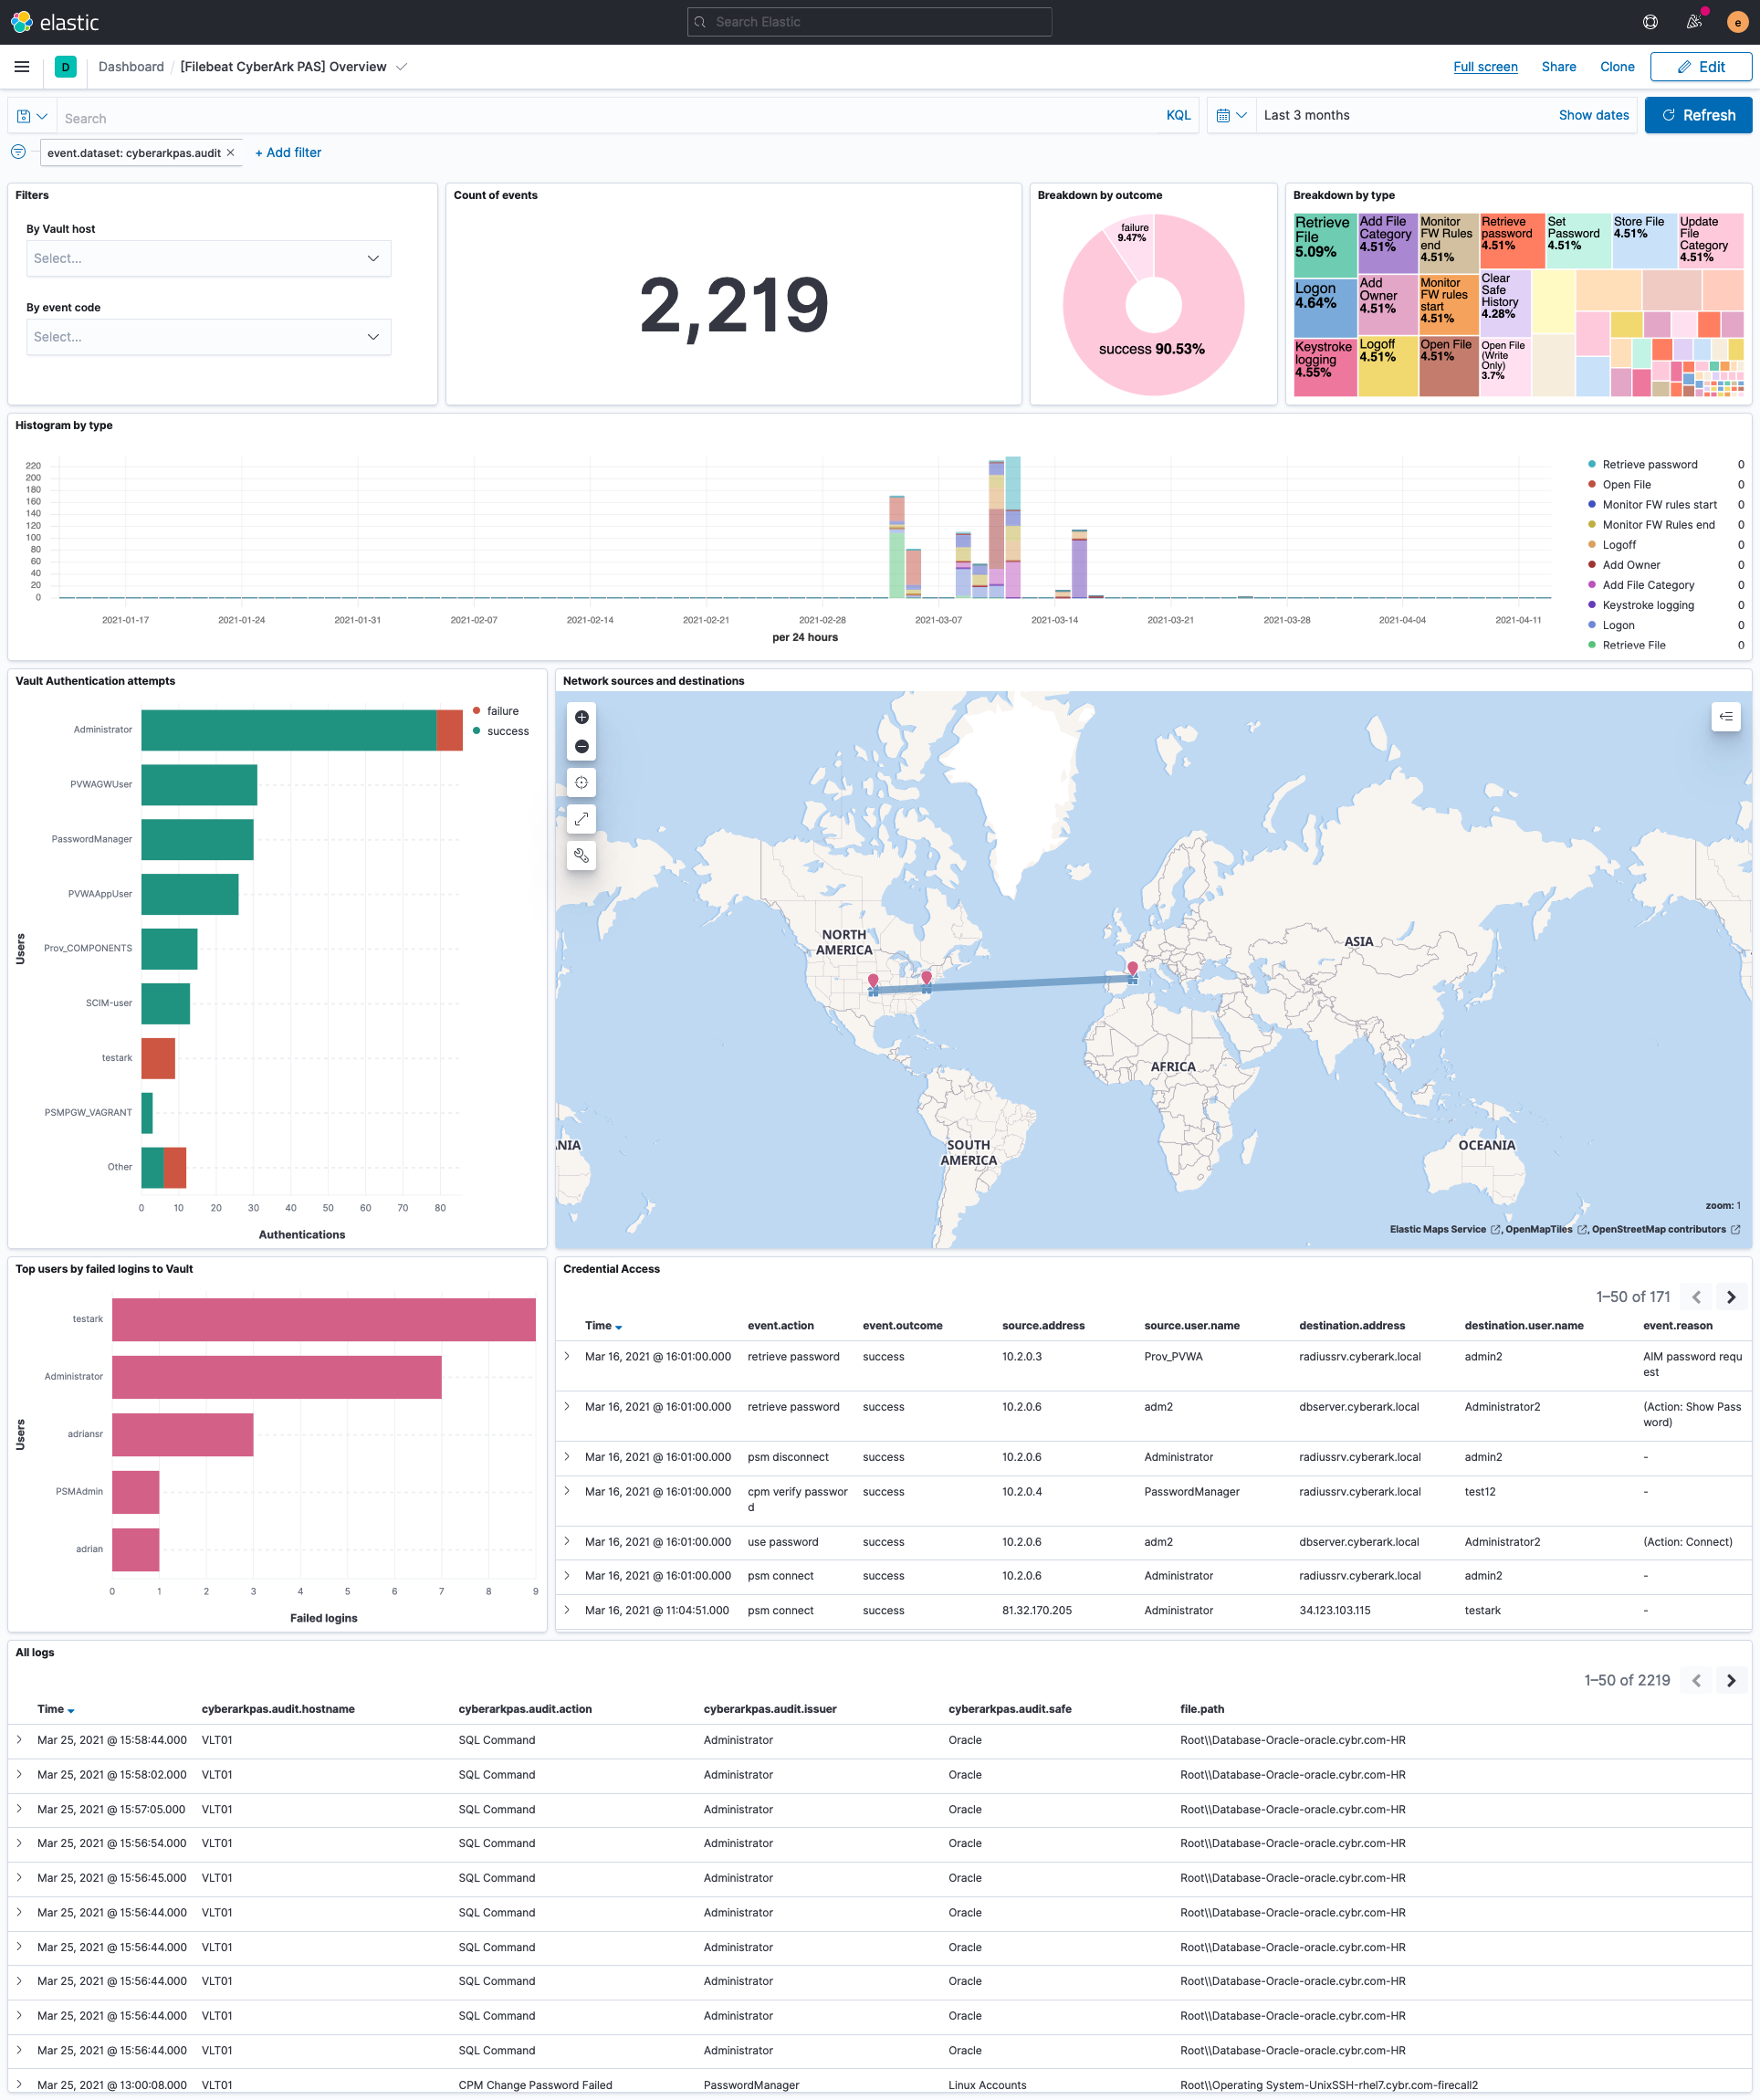 elastic
Search Elastic
e
D
Dashboard / [Filebeat CyberArk PAS] Overview
Full screen
Share
Clone
Edit
Search
KQL
Last 3 months
Show dates
Refresh
event.dataset: cyberarkpas.audit ×
+ Add filter
Filters
By Vault host
Select...
By event code
Select...
Count of events
2,219
Breakdown by outcome
failure
9.47%
success 90.53%
Breakdown by type
Retrieve
File
5.09%
Logon
4.64%
Keystroke
logging
4.55%
Add File
Category
4.51%
Add
Owner
4.51%
Logoff
4.51%
Monitor
FW Rules
end
4.51%
Monitor
FW rules
start
4.51%
Open File
4.51%
Retrieve
password
4.51%
Clear
Safe
History
4.28%
Open File
(Write
Only)
3.7%
Set
Password
4.51%
Store File
4.51%
Update
File
Category
4.51%
Histogram by type
220
200
180
160
140
120
100
80
60
40
20
0
2021-01-17 2021-01-24 2021-01-31 2021-02-07 2021-02-14 2021-02-21 2021-02-28 2021-03-07 2021-03-14 2021-03-21 2021-03-28 2021-04-04 2021-04-11
per 24 hours
Retrieve password 0
Open File 0
Monitor FW rules start 0
Monitor FW Rules end 0
Logoff 0
Add Owner 0
Add File Category 0
Keystroke logging 0
Logon 0
Retrieve File 0
Vault Authentication attempts
failure
success
Users
Administrator
PVWAGWUser
PasswordManager
PVWAAppUser
Prov_COMPONENTS
SCIM-user
testark
PSMPGW_VAGRANT
Other
0 10 20 30 40 50 60 70 80
Authentications
Network sources and destinations
NORTH
AMERICA
ASIA
AFRICA
SOUTH
AMERICA
OCEANIA
NIA
zoom: 1
Elastic Maps Service , OpenMapTiles , OpenStreetMap contributors
Top users by failed logins to Vault
Users
testark
Administrator
adriansr
PSMAdmin
adrian
0 1 2 3 4 5 6 7 8 9
Failed logins
Credential Access
1–50 of 171
Time event.action event.outcome source.address source.user.name destination.address destination.user.name event.reason
Mar 16, 2021 @ 16:01:00.000 retrieve password success 10.2.0.3 Prov_PVWA radiussrv.cyberark.local admin2 AIM password requ
est
Mar 16, 2021 @ 16:01:00.000 retrieve password success 10.2.0.6 adm2 dbserver.cyberark.local Administrator2 (Action: Show Pass
word)
Mar 16, 2021 @ 16:01:00.000 psm disconnect success 10.2.0.6 Administrator radiussrv.cyberark.local admin2 -
Mar 16, 2021 @ 16:01:00.000 cpm verify passwor success 10.2.0.4 PasswordManager radiussrv.cyberark.local test12 -
d
Mar 16, 2021 @ 16:01:00.000 use password success 10.2.0.6 adm2 dbserver.cyberark.local Administrator2 (Action: Connect)
Mar 16, 2021 @ 16:01:00.000 psm connect success 10.2.0.6 Administrator radiussrv.cyberark.local admin2 -
Mar 16, 2021 @ 11:04:51.000 psm connect success 81.32.170.205 Administrator 34.123.103.115 testark -
All logs
1–50 of 2219
Time cyberarkpas.audit.hostname cyberarkpas.audit.action cyberarkpas.audit.issuer cyberarkpas.audit.safe file.path
Mar 25, 2021 @ 15:58:44.000 VLT01 SQL Command Administrator Oracle Root\\Database-Oracle-oracle.cybr.com-HR
Mar 25, 2021 @ 15:58:02.000 VLT01 SQL Command Administrator Oracle Root\\Database-Oracle-oracle.cybr.com-HR
Mar 25, 2021 @ 15:57:05.000 VLT01 SQL Command Administrator Oracle Root\\Database-Oracle-oracle.cybr.com-HR
Mar 25, 2021 @ 15:56:54.000 VLT01 SQL Command Administrator Oracle Root\\Database-Oracle-oracle.cybr.com-HR
Mar 25, 2021 @ 15:56:45.000 VLT01 SQL Command Administrator Oracle Root\\Database-Oracle-oracle.cybr.com-HR
Mar 25, 2021 @ 15:56:44.000 VLT01 SQL Command Administrator Oracle Root\\Database-Oracle-oracle.cybr.com-HR
Mar 25, 2021 @ 15:56:44.000 VLT01 SQL Command Administrator Oracle Root\\Database-Oracle-oracle.cybr.com-HR
Mar 25, 2021 @ 15:56:44.000 VLT01 SQL Command Administrator Oracle Root\\Database-Oracle-oracle.cybr.com-HR
Mar 25, 2021 @ 15:56:44.000 VLT01 SQL Command Administrator Oracle Root\\Database-Oracle-oracle.cybr.com-HR
Mar 25, 2021 @ 15:56:44.000 VLT01 SQL Command Administrator Oracle Root\\Database-Oracle-oracle.cybr.com-HR
Mar 25, 2021 @ 13:00:08.000 VLT01 CPM Change Password Failed PasswordManager Linux Accounts Root\\Operating System-UnixSSH-rhel7.cybr.com-firecall2